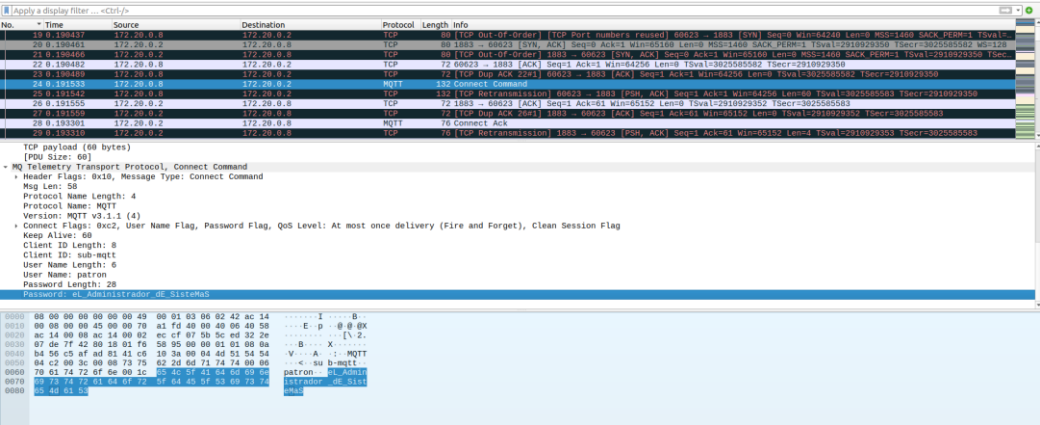 Apply a display filter ... <Ctrl-/>
No. Time Source Destination Protocol Length Info
19 0.190437 172.20.0.8 172.20.0.2 TCP 80 [TCP Out-Of-Order] [TCP Port numbers reused] 60623 → 1883 [SYN] Seq=0 Win=64240 Len=0 MSS=1460 SACK_PERM=1 TSval=…
20 0.190461 172.20.0.2 172.20.0.8 TCP 80 1883 → 60623 [SYN, ACK] Seq=0 Ack=1 Win=65160 Len=0 MSS=1460 SACK_PERM=1 TSval=2910929350 TSecr=3025585582 WS=128
21 0.190466 172.20.0.2 172.20.0.8 TCP 80 [TCP Out-Of-Order] 1883 → 60623 [SYN, ACK] Seq=0 Ack=1 Win=65160 Len=0 MSS=1460 SACK_PERM=1 TSval=2910929350 TSec…
22 0.190482 172.20.0.8 172.20.0.2 TCP 72 60623 → 1883 [ACK] Seq=1 Ack=1 Win=64256 Len=0 TSval=3025585582 TSecr=2910929350
23 0.190489 172.20.0.8 172.20.0.2 TCP 72 [TCP Dup ACK 22#1] 60623 → 1883 [ACK] Seq=1 Ack=1 Win=64256 Len=0 TSval=3025585582 TSecr=2910929350
24 0.191533 172.20.0.8 172.20.0.2 MQTT 132 Connect Command
25 0.191542 172.20.0.8 172.20.0.2 TCP 132 [TCP Retransmission] 60623 → 1883 [PSH, ACK] Seq=1 Ack=1 Win=64256 Len=60 TSval=3025585583 TSecr=2910929350
26 0.191555 172.20.0.2 172.20.0.8 TCP 72 1883 → 60623 [ACK] Seq=1 Ack=61 Win=65152 Len=0 TSval=2910929352 TSecr=3025585583
27 0.191559 172.20.0.2 172.20.0.8 TCP 72 [TCP Dup ACK 26#1] 1883 → 60623 [ACK] Seq=1 Ack=61 Win=65152 Len=0 TSval=2910929352 TSecr=3025585583
28 0.193301 172.20.0.2 172.20.0.8 MQTT 76 Connect Ack
29 0.193310 172.20.0.2 172.20.0.8 TCP 76 [TCP Retransmission] 1883 → 60623 [PSH, ACK] Seq=1 Ack=61 Win=65152 Len=4 TSval=2910929353 TSecr=3025585583
TCP payload (60 bytes)
[PDU Size: 60]
MQ Telemetry Transport Protocol, Connect Command
Header Flags: 0x10, Message Type: Connect Command
Msg Len: 58
Protocol Name Length: 4
Protocol Name: MQTT
Version: MQTT v3.1.1 (4)
Connect Flags: 0xc2, User Name Flag, Password Flag, QoS Level: At most once delivery (Fire and Forget), Clean Session Flag
Keep Alive: 60
Client ID Length: 8
Client ID: sub-mqtt
User Name Length: 6
User Name: patron
Password Length: 28
Password: eL_Administrador_dE_SisteMaS
0000 08 00 00 00 00 00 00 49 00 01 03 06 02 42 ac 14 ·······I ·····B··
0010 00 08 00 00 45 00 00 70 a1 fd 40 00 40 06 40 58 ····E··p ··@·@·@X
0020 ac 14 00 08 ac 14 00 02 ec cf 07 5b 5c ed 32 2e ········ ···[\·2.
0030 07 de 7f 42 80 18 01 f6 58 95 00 00 01 01 08 0a ···B···· X·······
0040 b4 56 c5 af ad 81 41 c6 10 3a 00 04 4d 51 54 54 ·V····A· ·:··MQTT
0050 04 c2 00 3c 00 08 73 75 62 2d 6d 71 74 74 00 06 ···<··su b-mqtt··
0060 70 61 74 72 6f 6e 00 1c 65 4c 5f 41 64 6d 69 6e patron·· eL_Admin
0070 69 73 74 72 61 64 6f 72 5f 64 45 5f 53 69 73 74 istrador _dE_Sist
0080 65 4d 61 53 eMaS